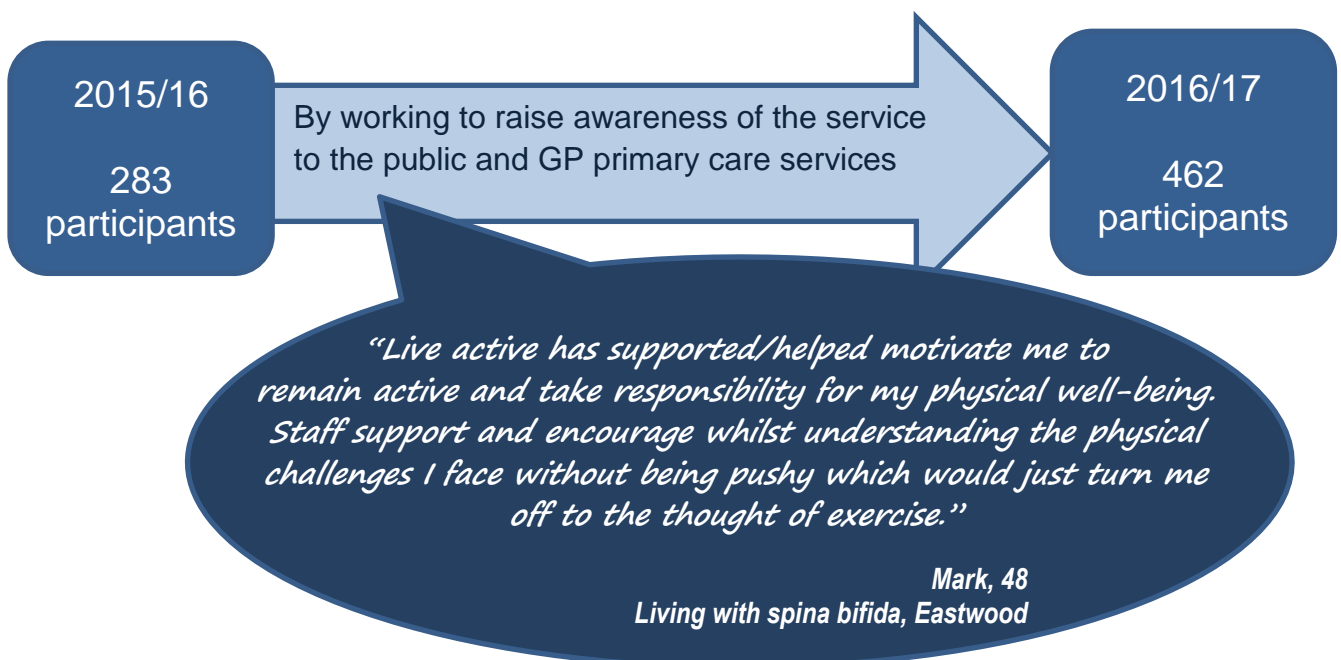 2015/16
283
participants
By working to raise awareness of the service
to the public and GP primary care services
2016/17
462
participants
“Live active has supported/helped motivate me to
remain active and take responsibility for my physical well-being.
Staff support and encourage whilst understanding the physical
challenges I face without being pushy which would just turn me
off to the thought of exercise.”
Mark, 48
Living with spina bifida, Eastwood